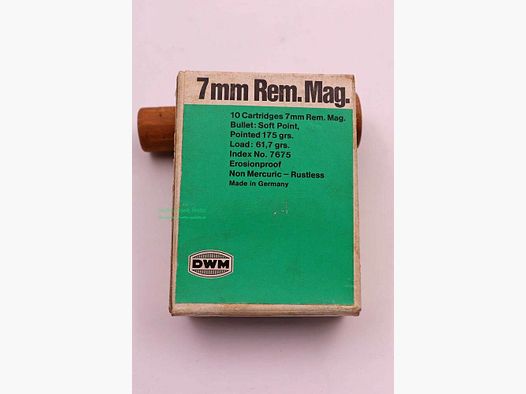 7mm Rem. Mag.
10 Cartridges 7mm Rem. Mag.
Bullet: Soft Point,
Pointed 175 grs.
Load: 61,7 grs.
Index No. 7675
Erosionproof
Non Mercuric – Rustless
Made in Germany
DWM